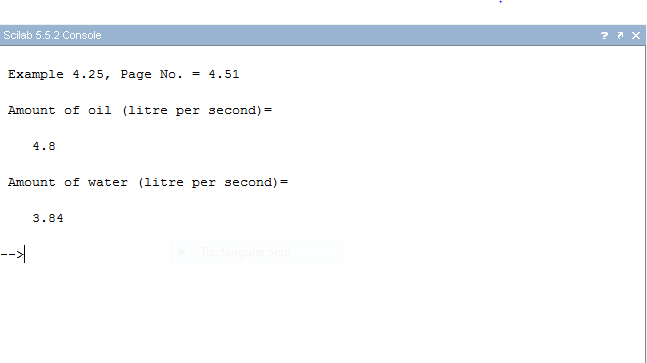 Scilab 5.5.2 Console
Example 4.25, Page No. = 4.51
Amount of oil (litre per second)=
4.8
Amount of water (litre per second)=
3.84
-->
Rectangular Snip